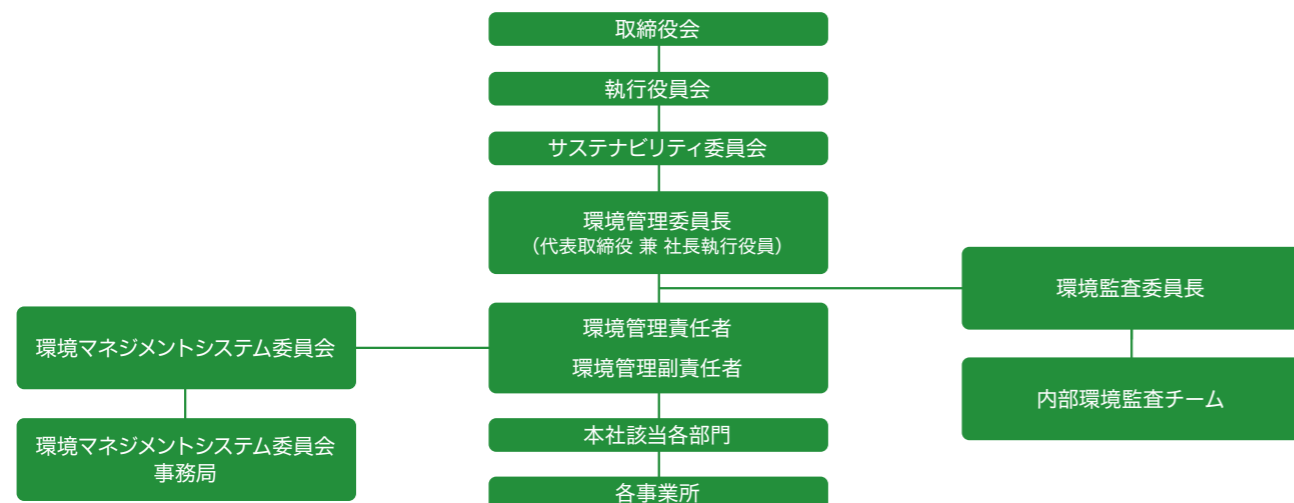 取締役会
執行役員会
サステナビリティ委員会
環境管理委員長
（代表取締役 兼 社長執行役員）
環境監査委員長
環境管理責任者
環境管理副責任者
環境マネジメントシステム委員会
内部環境監査チーム
本社該当各部門
環境マネジメントシステム委員会
事務局
各事業所